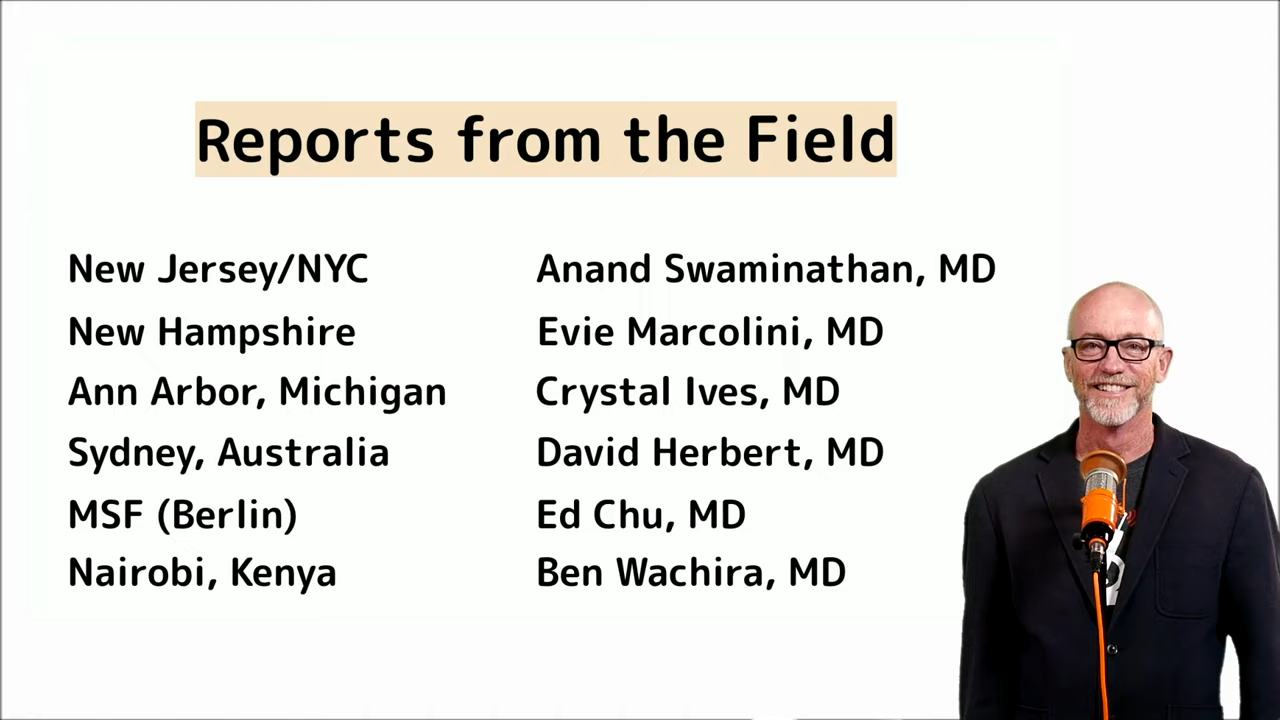 Reports from the Field
New Jersey/NYC Anand Swaminathan, MD
New Hampshire Evie Marcolini, MD
Ann Arbor, Michigan Crystal Ives, MD
Sydney, Australia David Herbert, MD
MSF (Berlin) Ed Chu, MD
Nairobi, Kenya Ben Wachira, MD